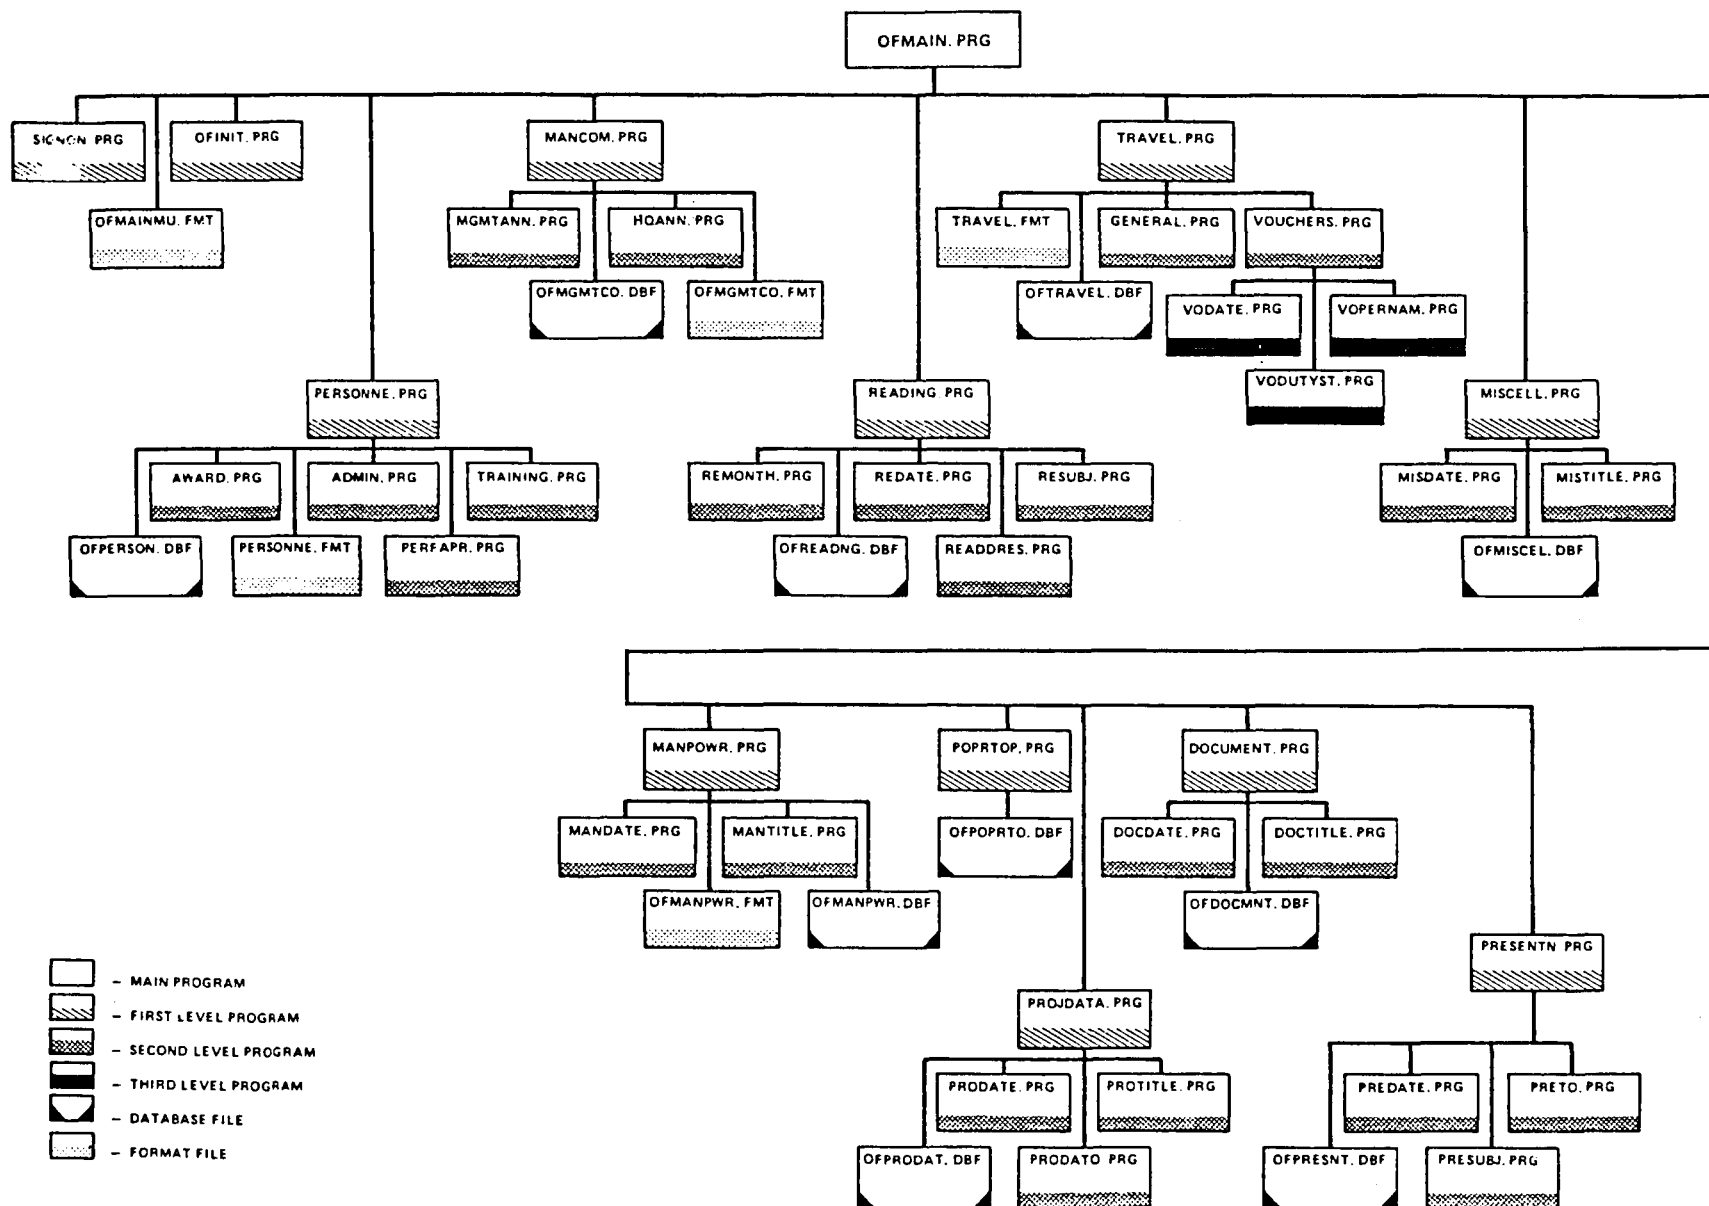 OFMAIN. PRG
SIGNON. PRG
OFINIT. PRG
MANCOM. PRG
TRAVEL. PRG
OFMAINMU. FMT
MGMTANN. PRG
HQANN. PRG
TRAVEL. FMT
GENERAL. PRG
VOUCHERS. PRG
OFMGMTCO. DBF
OFMGMTCO. FMT
OFTRAVEL. DBF
VODATE. PRG
VOPERNAM. PRG
VODUTYST. PRG
PERSONNE. PRG
READING. PRG
MISCELL. PRG
AWARD. PRG
ADMIN. PRG
TRAINING. PRG
REMONTH. PRG
REDATE. PRG
RESUBJ. PRG
MISDATE. PRG
MISTITLE. PRG
OFPERSON. DBF
PERSONNE. FMT
PERFAPR. PRG
OFREADNG. DBF
READDRES. PRG
OFMISCEL. DBF
MANPOWR. PRG
POPRTOP. PRG
DOCUMENT. PRG
MANDATE. PRG
MANTITLE. PRG
OFPOPRTO. DBF
DOCDATE. PRG
DOCTITLE. PRG
OFMANPWR. FMT
OFMANPWR. DBF
OFDOCMNT. DBF
PRESENTN PRG
PROJDATA. PRG
PRODATE. PRG
PROTITLE. PRG
PREDATE. PRG
PRETO. PRG
OFPRODAT. DBF
PRODATO PRG
OFPRESNT. DBF
PRESUBJ. PRG
– MAIN PROGRAM
– FIRST LEVEL PROGRAM
– SECOND LEVEL PROGRAM
– THIRD LEVEL PROGRAM
– DATABASE FILE
– FORMAT FILE